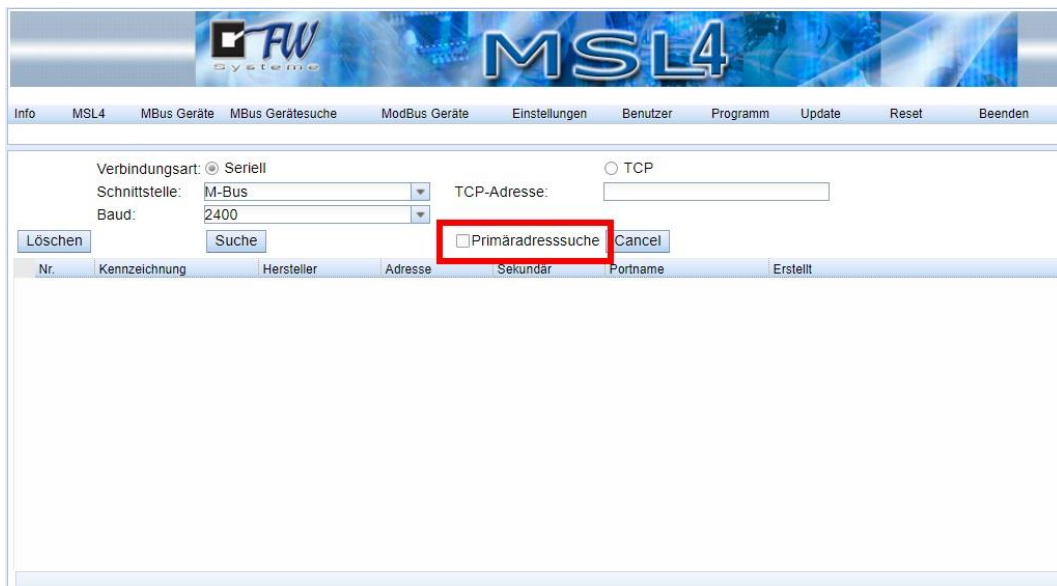 FW
Systeme
MSL4
Info MSL4 MBus Geräte MBus Gerätesuche ModBus Geräte Einstellungen Benutzer Programm Update Reset Beenden
Verbindungsart: Seriell TCP
Schnittstelle: M-Bus TCP-Adresse:
Baud: 2400
Löschen Suche Primäradresssuche Cancel
Nr. Kennzeichnung Hersteller Adresse Sekundär Portname Erstellt